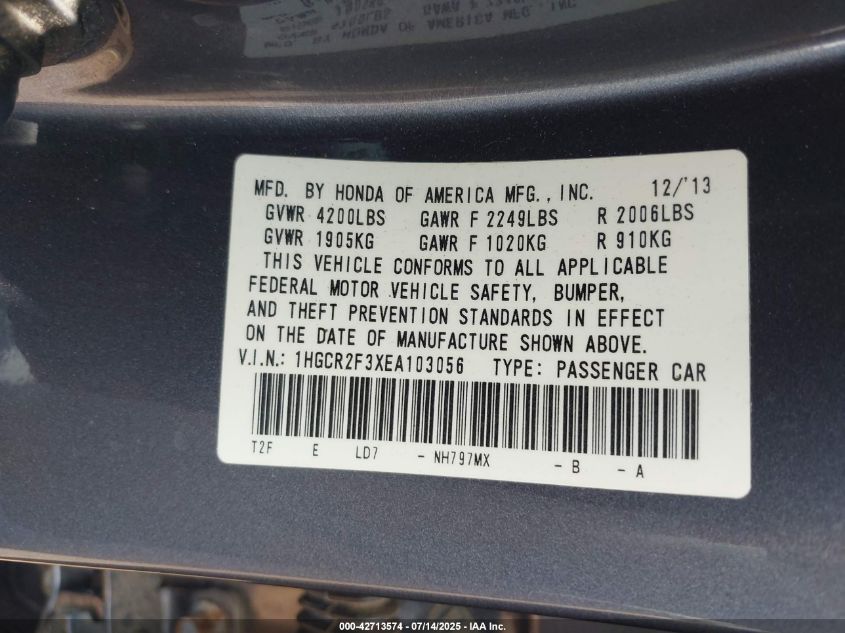 MFD. BY HONDA OF AMERICA MFG., INC. 12/'13
GVWR 4200LBS GAWR F 2249LBS R 2006LBS
GVWR 1905KG GAWR F 1020KG R 910KG
THIS VEHICLE CONFORMS TO ALL APPLICABLE
FEDERAL MOTOR VEHICLE SAFETY, BUMPER,
AND THEFT PREVENTION STANDARDS IN EFFECT
ON THE DATE OF MANUFACTURE SHOWN ABOVE.
V.I.N.: 1HGCR2F3XEA103056 TYPE: PASSENGER CAR
T2F E LD7 - NH797MX - B - A
000-42713574 / 07/14/2025 - IAA Inc.